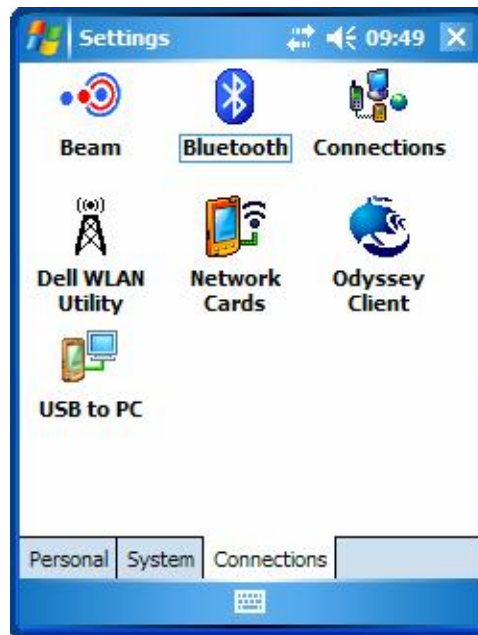 Settings 09:49
Beam Bluetooth Connections
Dell WLAN Network Odyssey
Utility Cards Client
USB to PC
Personal System Connections